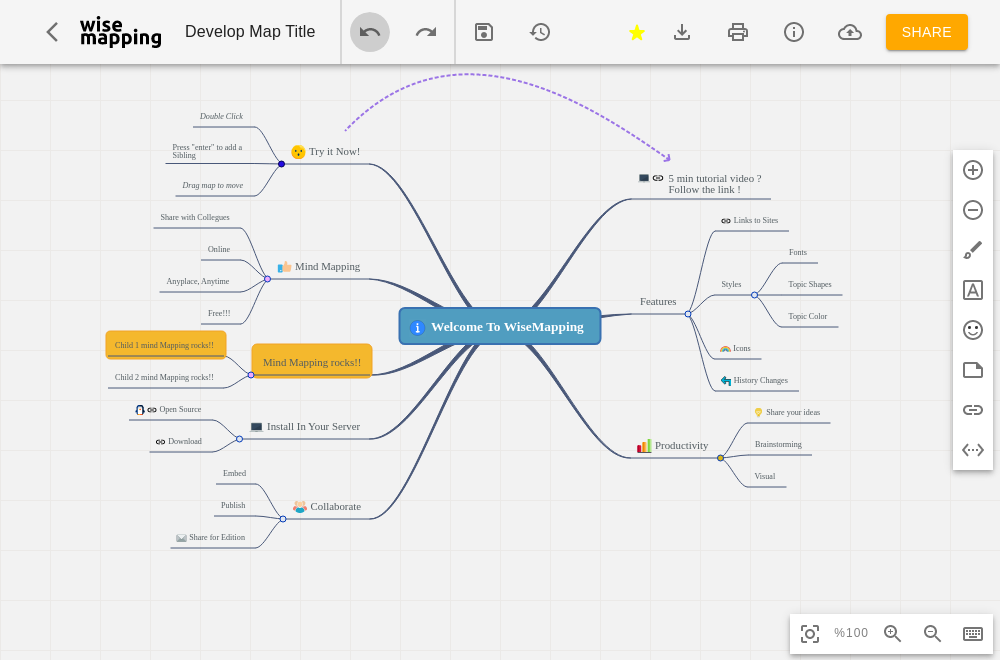 wise
mapping
Develop Map Title
SHARE
Double Click
Press "enter" to add a
Sibling
Drag map to move
Try it Now!
5 min tutorial video ?
Follow the link !
Share with Collegues
Online
Anyplace, Anytime
Free!!!
Mind Mapping
Links to Sites
Fonts
Styles
Topic Shapes
Topic Color
Features
Icons
History Changes
Welcome To WiseMapping
Child 1 mind Mapping rocks!!
Child 2 mind Mapping rocks!!
Mind Mapping rocks!!
Open Source
Download
Install In Your Server
Share your ideas
Brainstorming
Visual
Productivity
Embed
Publish
Share for Edition
Collaborate
%100